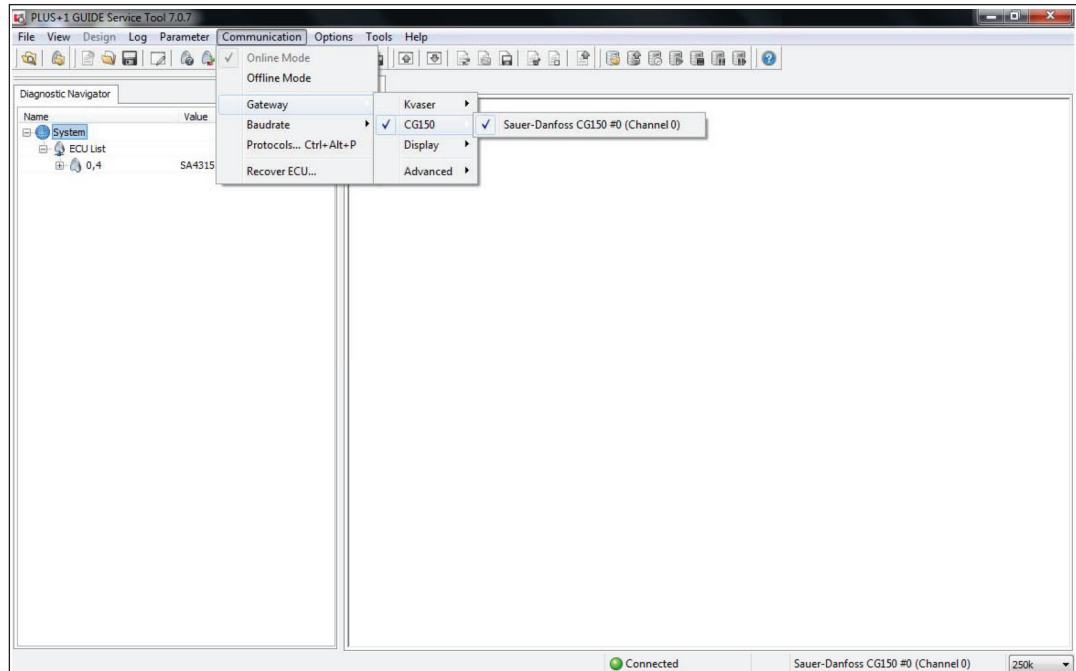 PLUS+1 GUIDE Service Tool 7.0.7
File View Design Log Parameter Communication Options Tools Help
Online Mode
Offline Mode
Gateway
Baudrate
Protocols... Ctrl+Alt+P
Recover ECU...
Kvaser
CG150
Display
Advanced
Sauer-Danfoss CG150 #0 (Channel 0)
Diagnostic Navigator
Name Value
System
ECU List
0,4 SA4315
Connected Sauer-Danfoss CG150 #0 (Channel 0) 250k